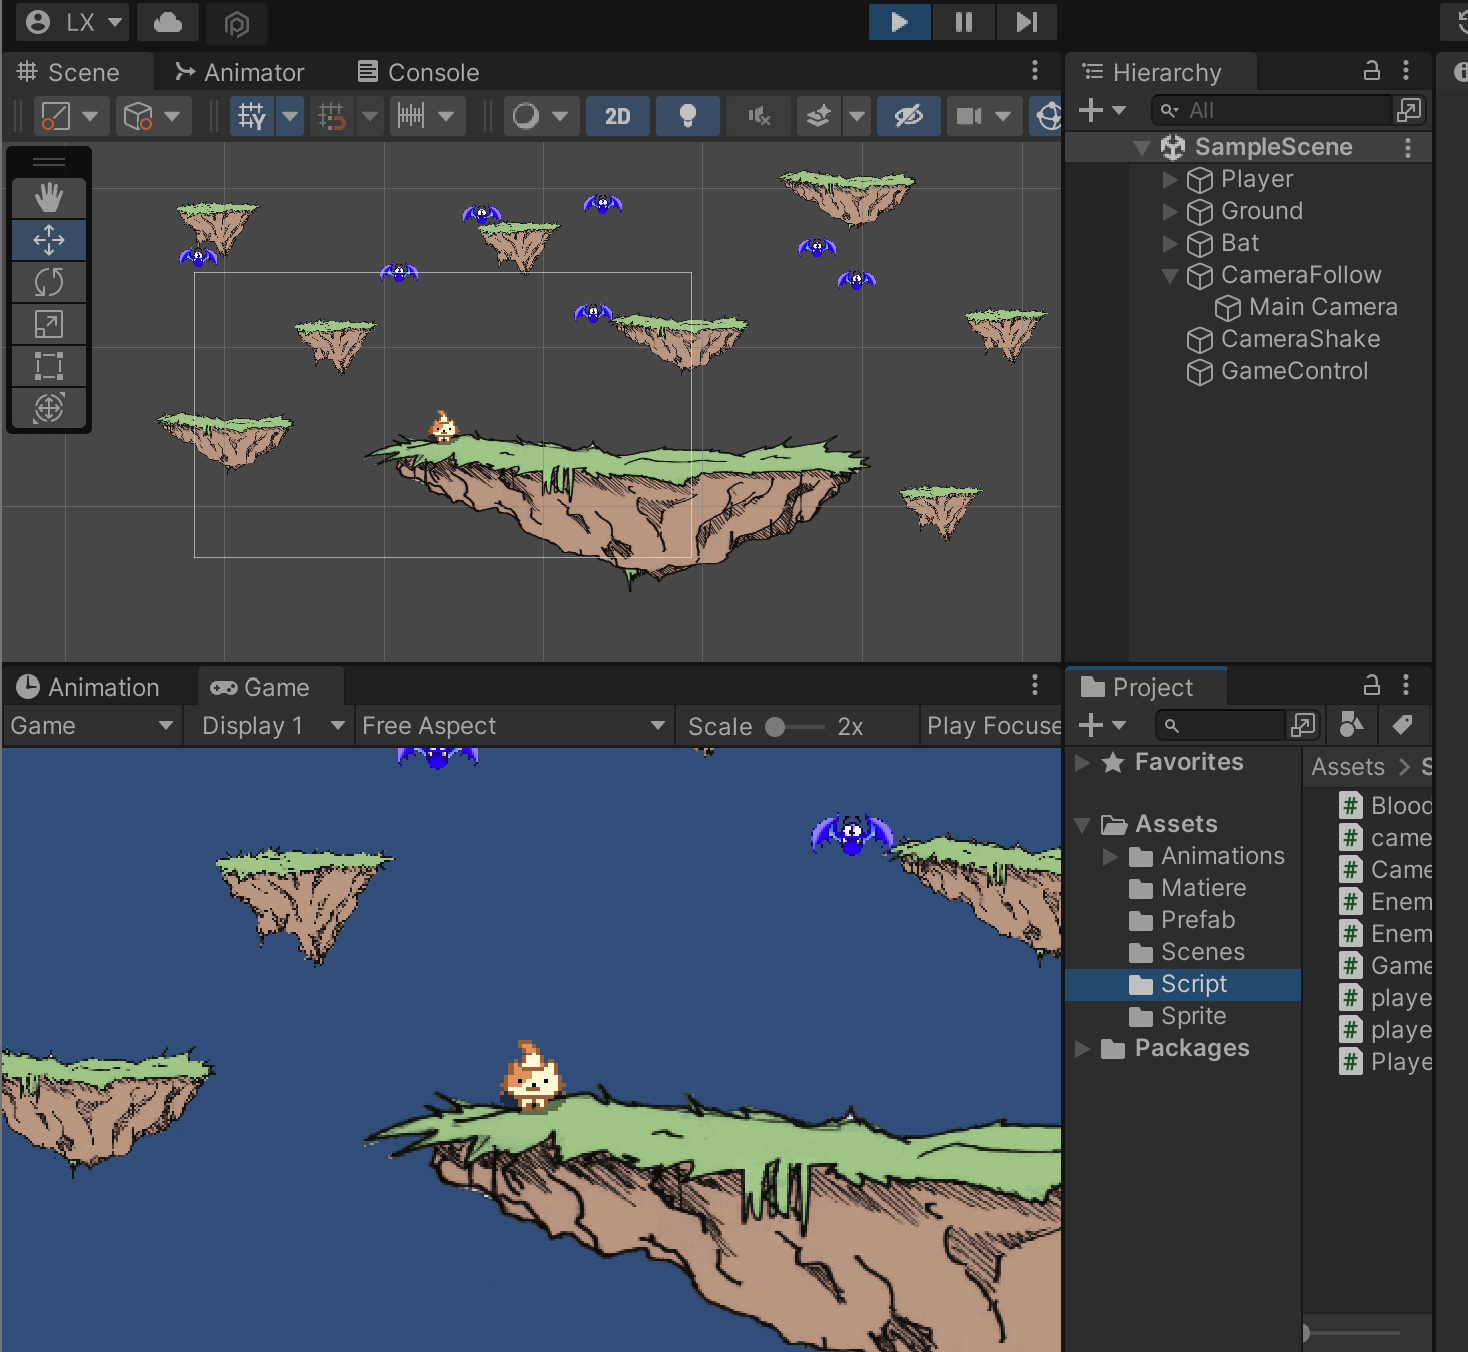 LX
Scene
Animator
Console
2D
Hierarchy
All
SampleScene
Player
Ground
Bat
CameraFollow
Main Camera
CameraShake
GameControl
Animation
Game
Game
Display 1
Free Aspect
Scale
2x
Play Focuse
Project
Favorites
Assets
Animations
Matiere
Prefab
Scenes
Script
Sprite
Packages
Assets > S
Blood
came
Came
Enem
Enem
Game
playe
playe
Playe